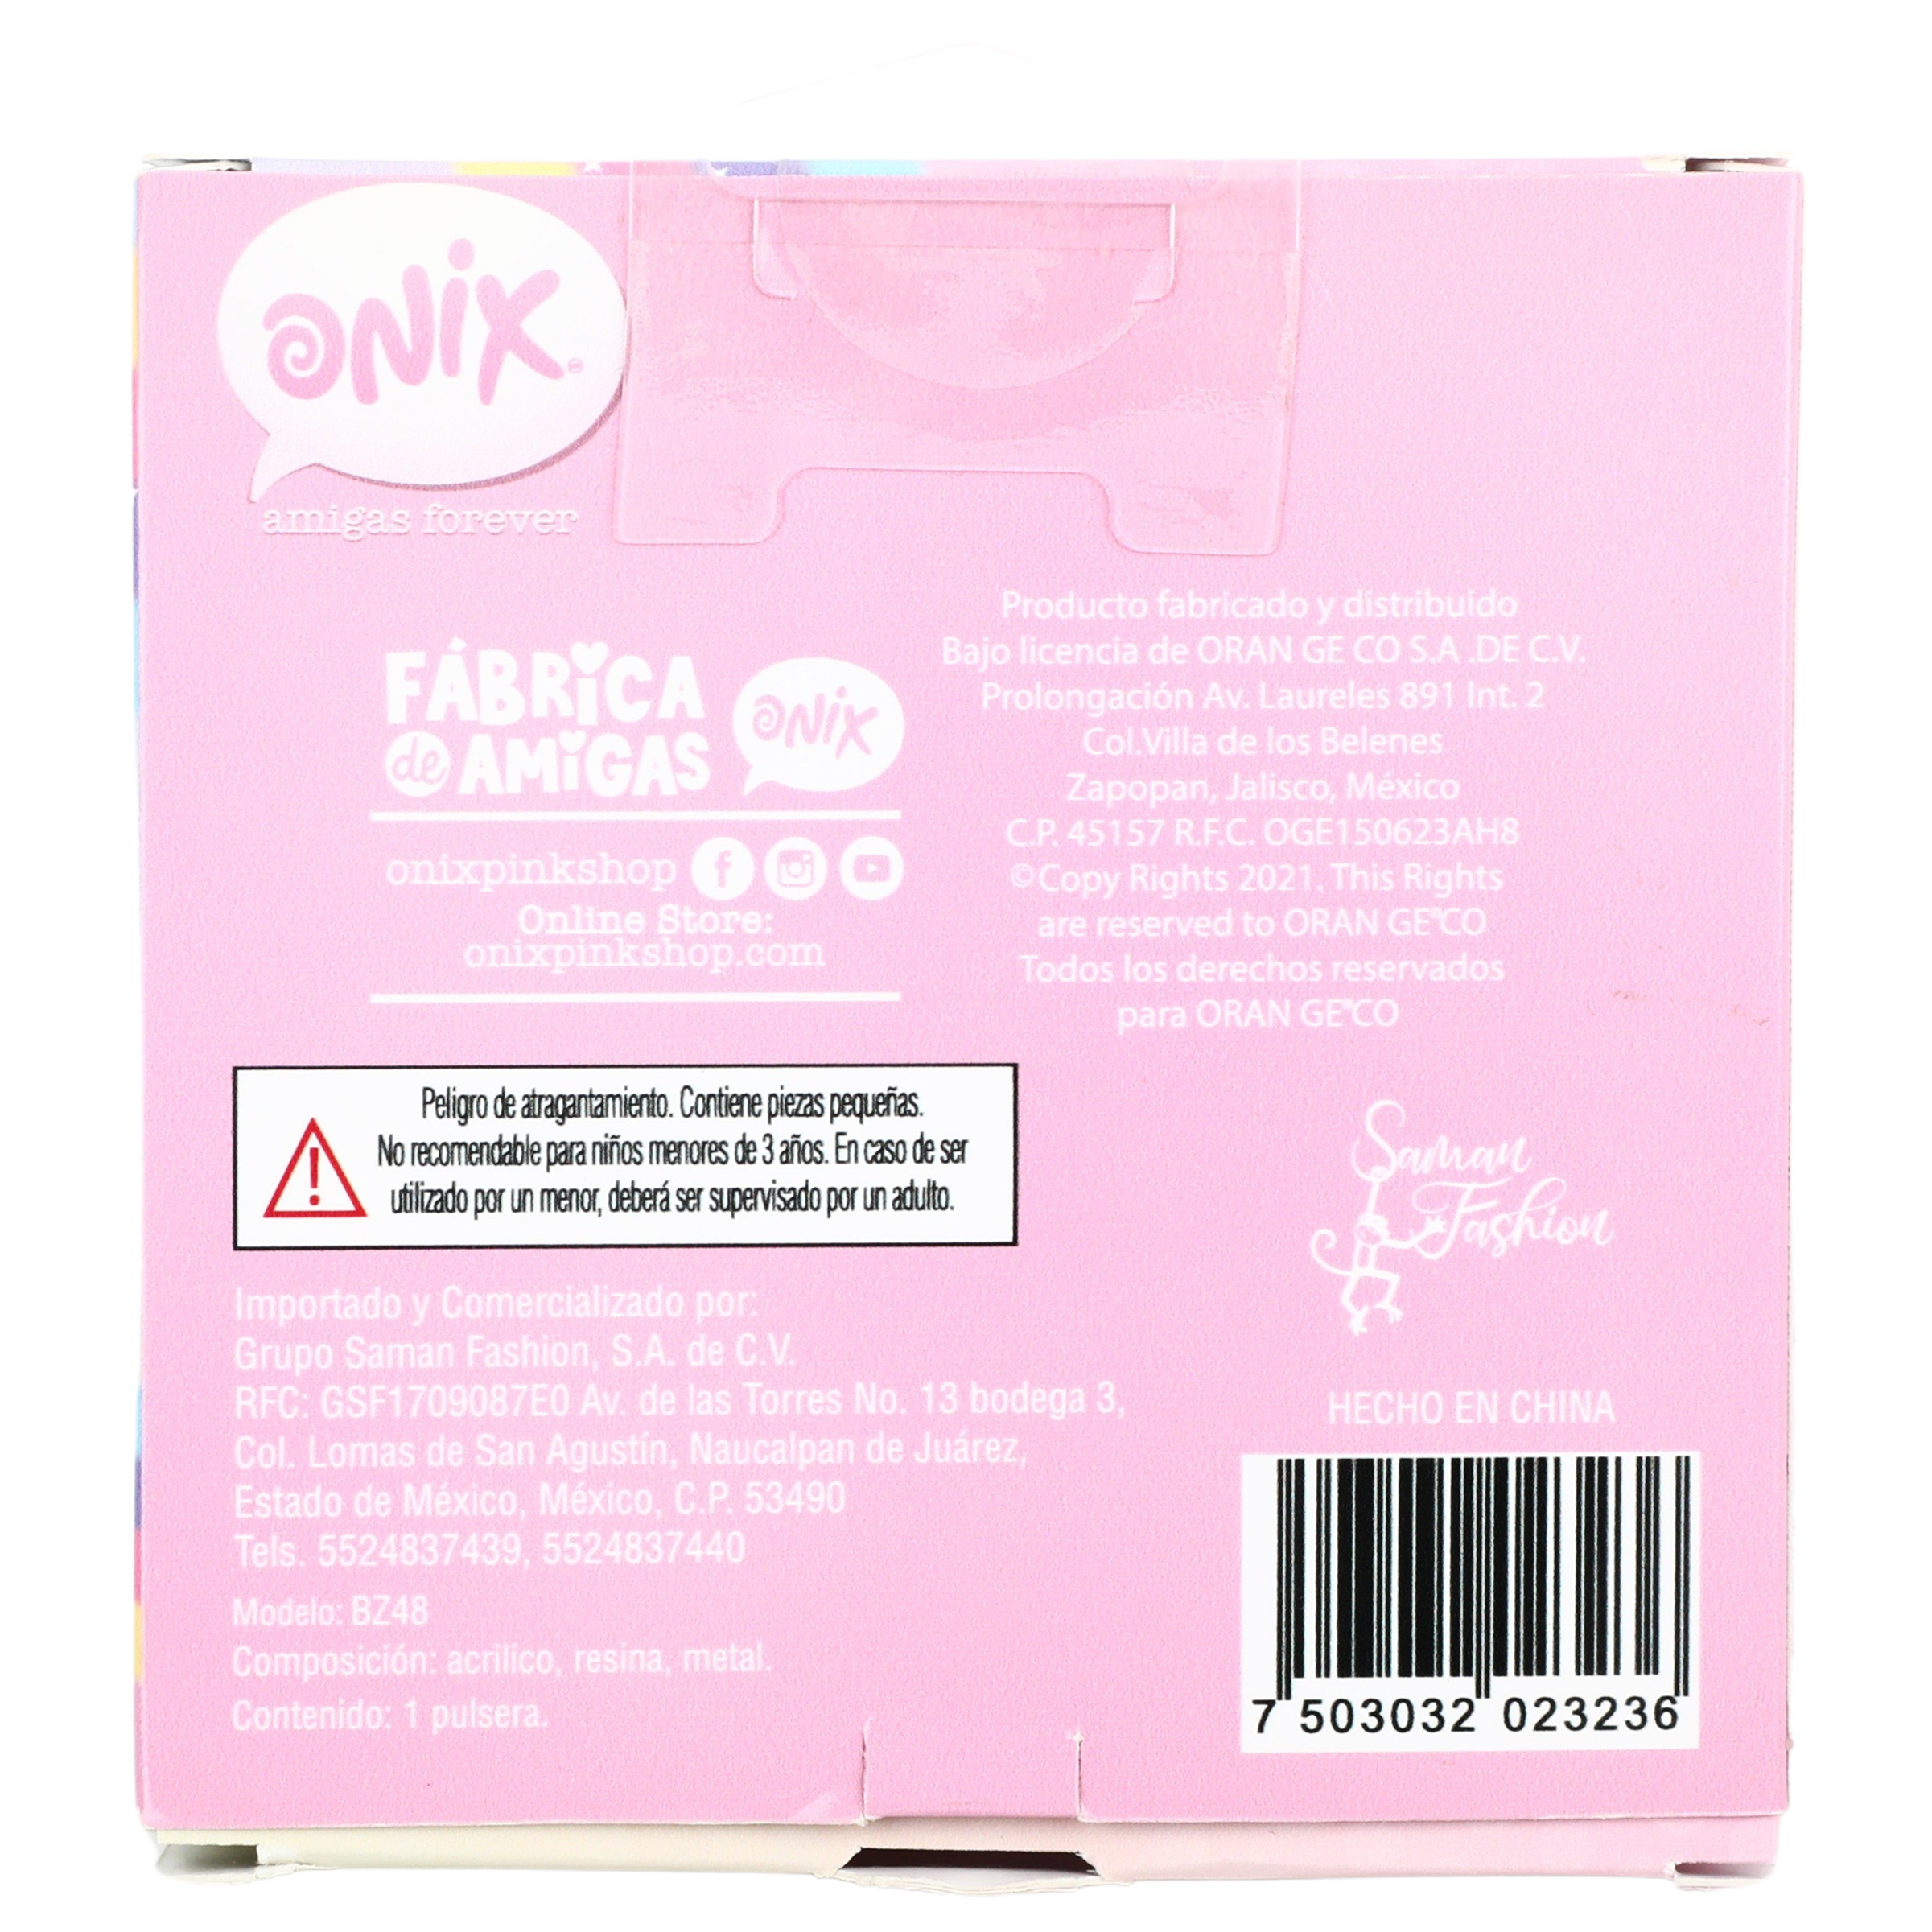 ONiX®
amigas forever
FÁBRiCA
de AMiGAS
ONiX
onixpinkshop
Online Store:
onixpinkshop.com
Producto fabricado y distribuido
Bajo licencia de ORAN GE CO S.A .DE C.V.
Prolongación Av. Laureles 891 Int. 2
Col.Villa de los Belenes
Zapopan, Jalisco, México
C.P. 45157 R.F.C. OGE150623AH8
©Copy Rights 2021. This Rights
are reserved to ORAN GE®CO
Todos los derechos reservados
para ORAN GE®CO
Peligro de atragantamiento. Contiene piezas pequeñas.
No recomendable para niños menores de 3 años. En caso de ser
utilizado por un menor, deberá ser supervisado por un adulto.
Saman
Fashion
Importado y Comercializado por:
Grupo Saman Fashion, S.A. de C.V.
RFC: GSF1709087E0 Av. de las Torres No. 13 bodega 3,
Col. Lomas de San Agustín, Naucalpan de Juárez,
Estado de México, México, C.P. 53490
Tels. 5524837439, 5524837440
Modelo: BZ48
Composición: acrilico, resina, metal.
Contenido: 1 pulsera.
HECHO EN CHINA
7 503032 023236